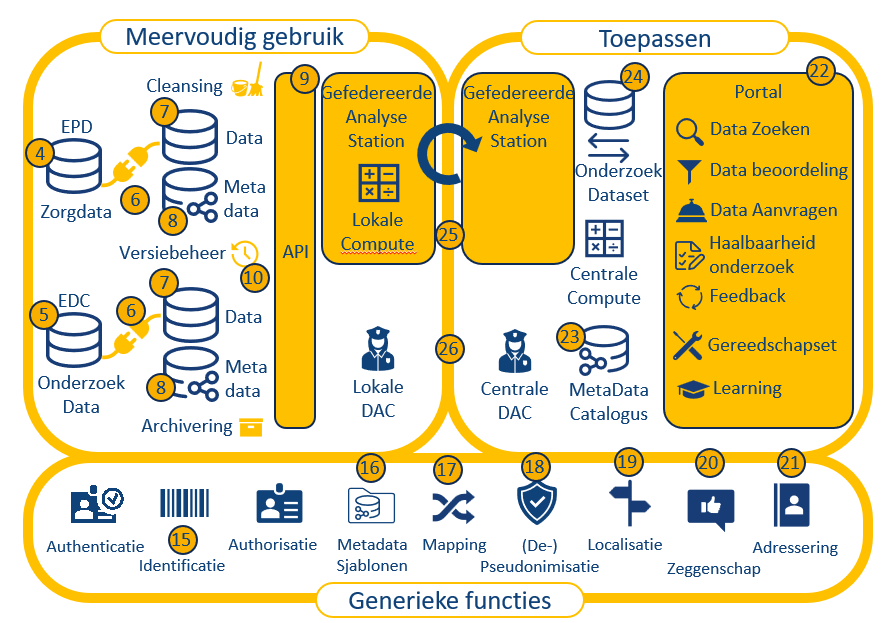 Meervoudig gebruik
Cleansing
7
EPD
4
Data
Zorgdata
6
Meta
data
8
Versiebeheer
10
7
EDC
5
6
Data
Onderzoek
Data
Meta
data
8
Archivering
9
API
Gefedereerde
Analyse
Station
Lokale
Compute
Lokale
DAC
25
26
Toepassen
Gefedereerde
Analyse
Station
24
Onderzoek
Dataset
Centrale
Compute
Centrale
DAC
23
MetaData
Catalogus
22
Portal
Data Zoeken
Data beoordeling
Data Aanvragen
Haalbaarheid
onderzoek
Feedback
Gereedschapset
Learning
Authenticatie
15
Identificatie
Authorisatie
16
Metadata
Sjablonen
17
Mapping
18
(De-)
Pseudonimisatie
19
Localisatie
20
Zeggenschap
21
Adressering
Generieke functies